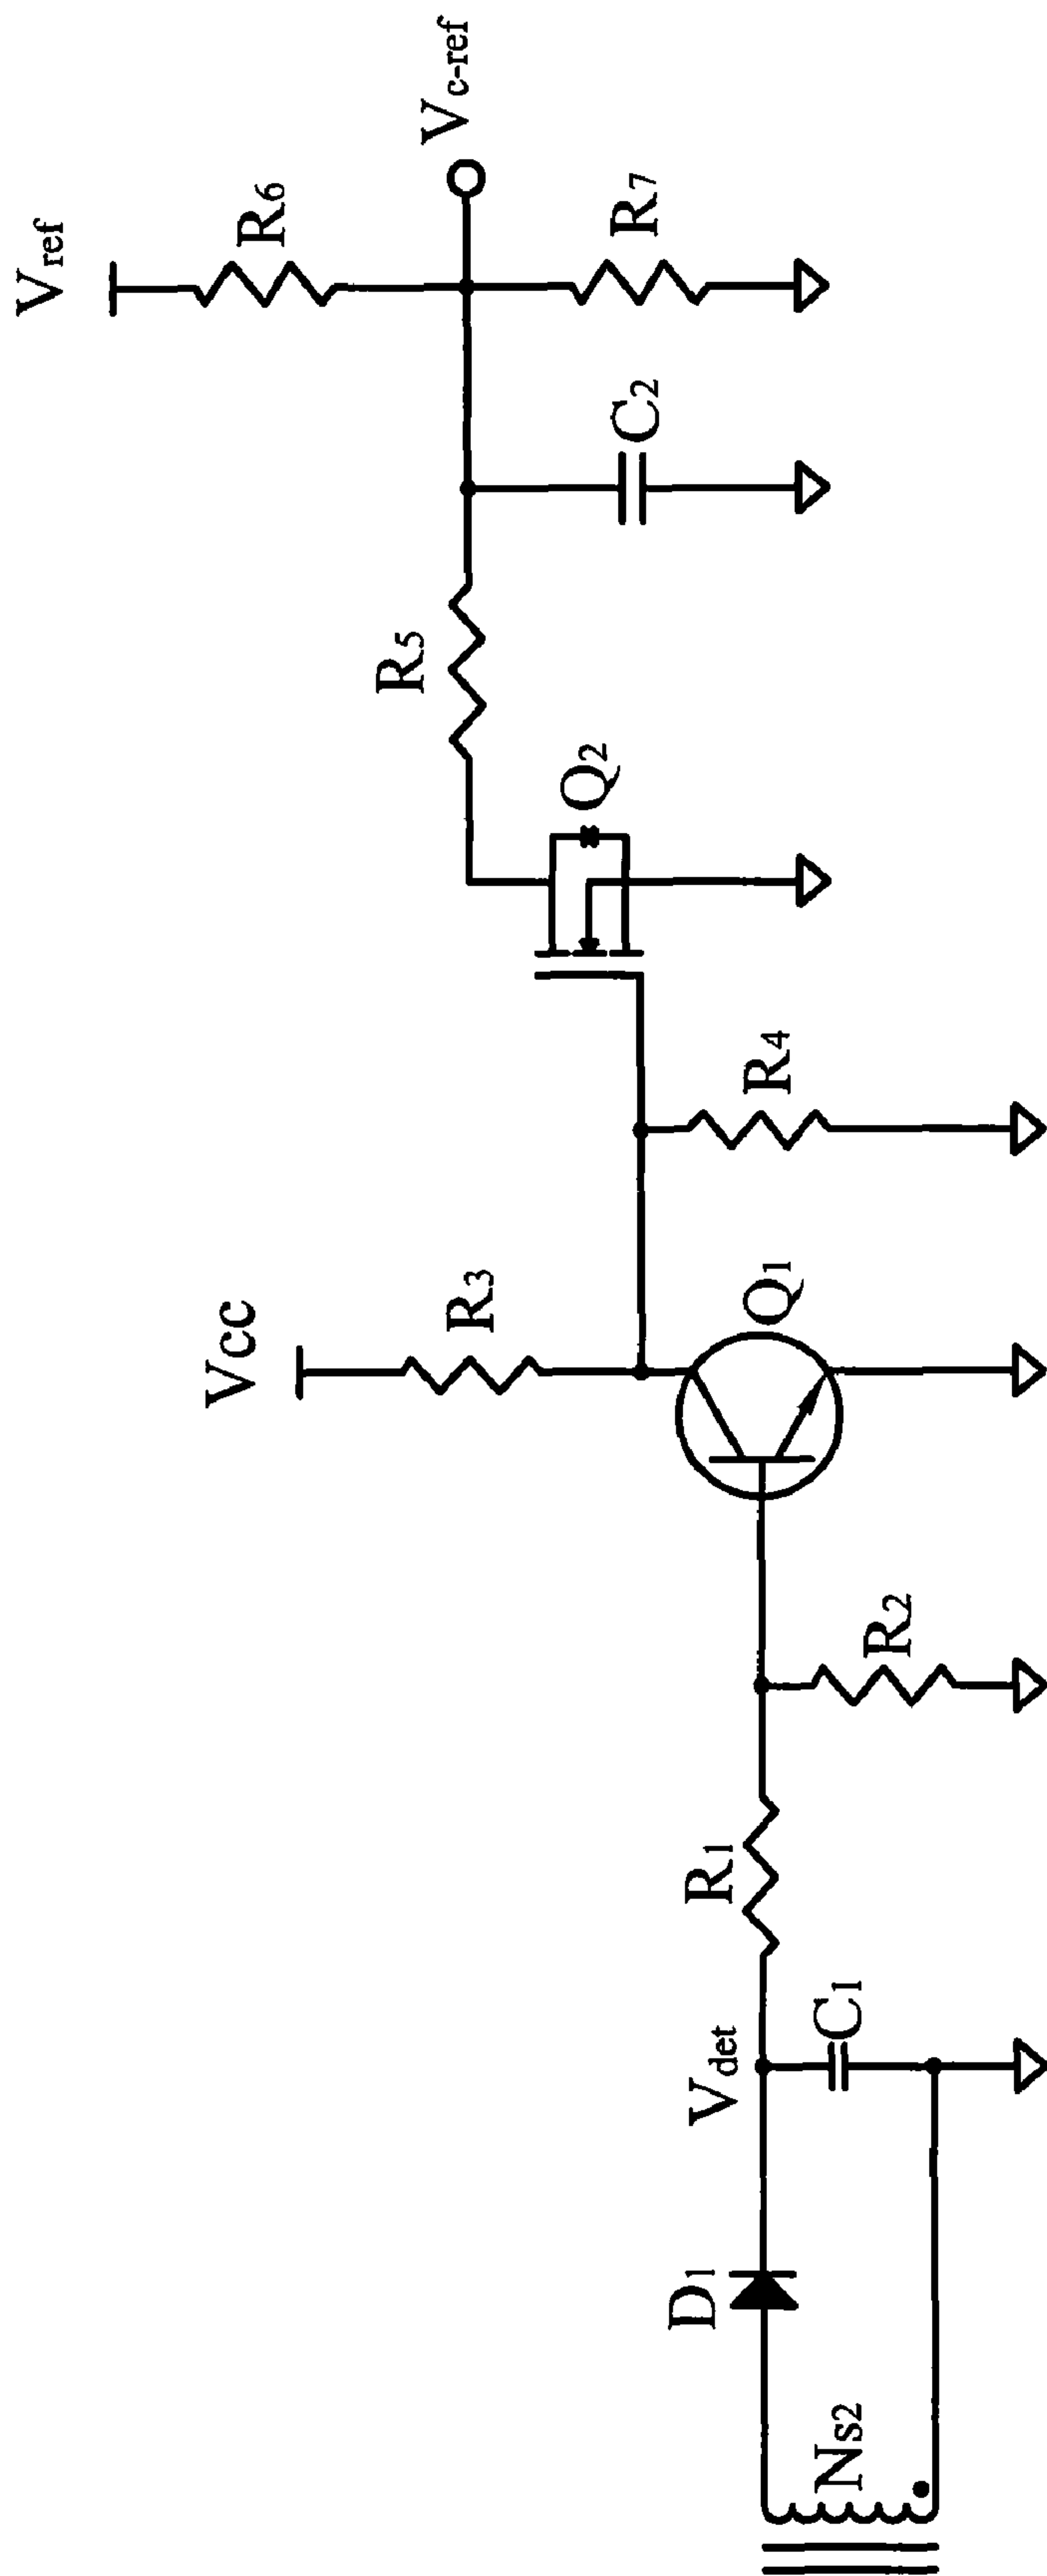 Vref
R6
Vc-ref
R7
C2
R5
Q2
R4
Vcc
R3
Q1
R2
R1
Vdet
C1
D1
Ns2